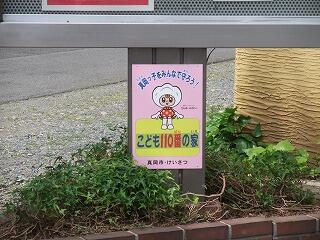 真岡っ子をみんなで守ろう！
こども110番の家
真岡市・けいさつ